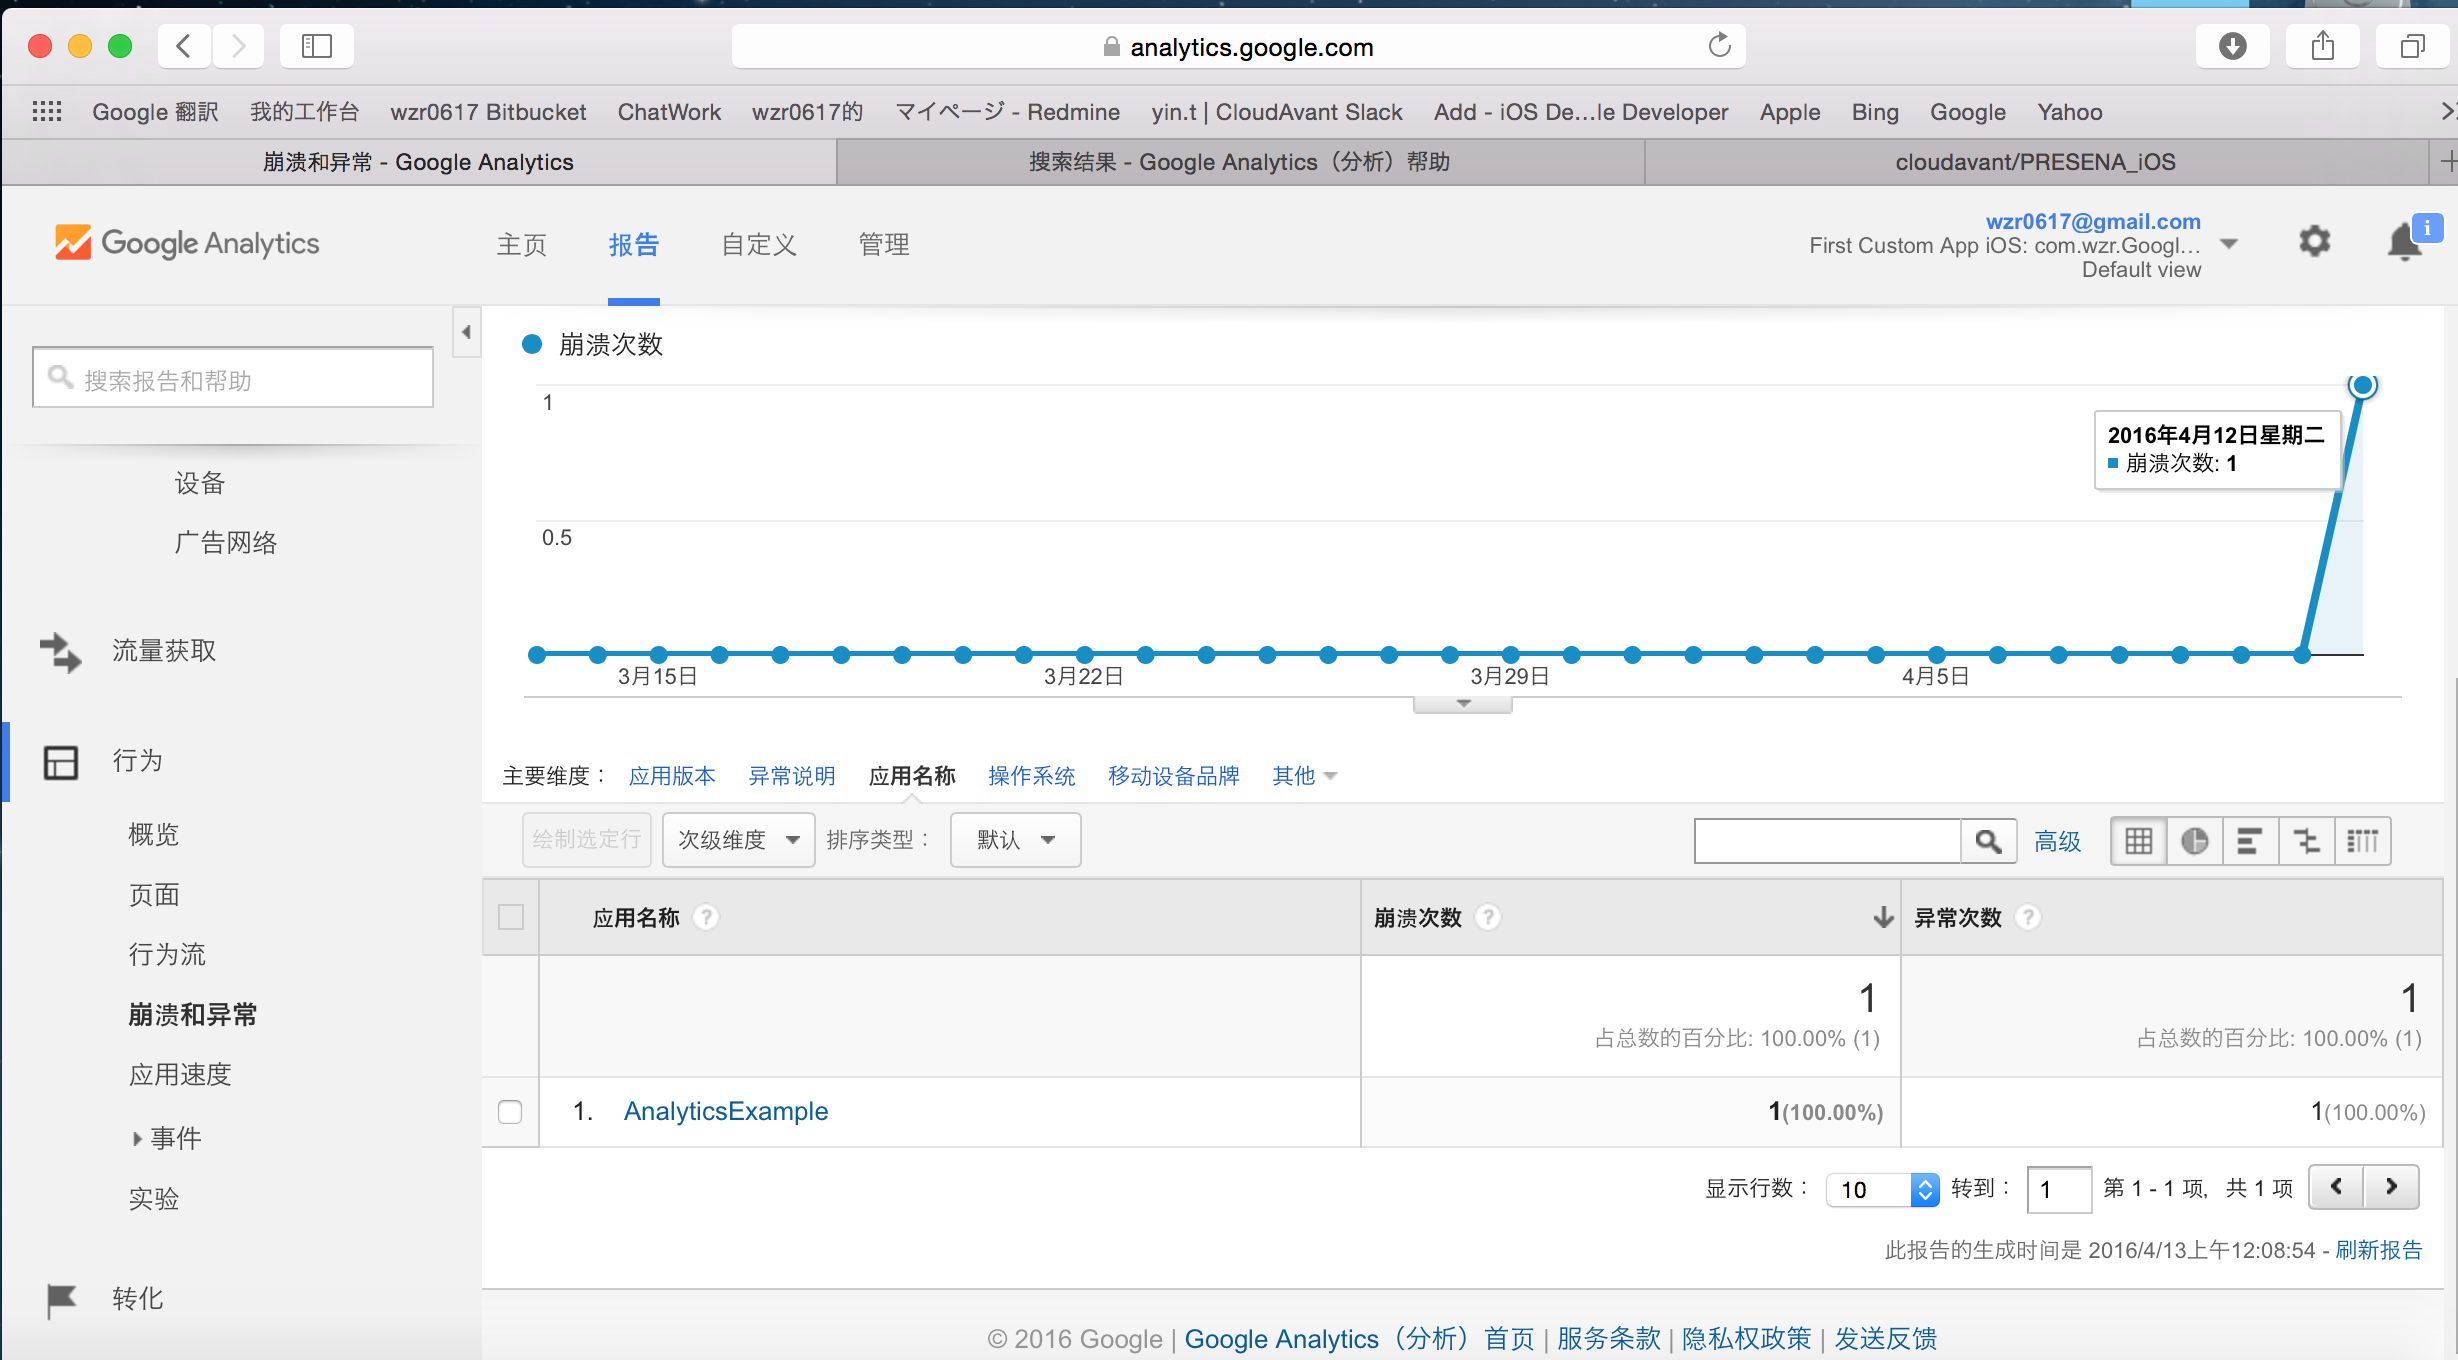 analytics.google.com
Google 翻訳 我的工作台 wzr0617 Bitbucket ChatWork wzr0617的 マイページ - Redmine yin.t | CloudAvant Slack Add - iOS De...le Developer Apple Bing Google Yahoo
崩溃和异常 - Google Analytics 搜索结果 - Google Analytics（分析）帮助 cloudavant/PRESENA_iOS
Google Analytics 主页 报告 自定义 管理
wzr0617@gmail.com
First Custom App iOS: com.wzr.Googl...
Default view
搜索报告和帮助
设备
广告网络
流量获取
行为
概览
页面
行为流
崩溃和异常
应用速度
事件
实验
转化
崩溃次数
1
2016年4月12日星期二
崩溃次数: 1
0.5
3月15日 3月22日 3月29日 4月5日
主要维度： 应用版本 异常说明 应用名称 操作系统 移动设备品牌 其他
绘制选定行 次级维度 排序类型： 默认 高级
应用名称 ? 崩溃次数 ? 异常次数 ?
1 1
占总数的百分比: 100.00% (1) 占总数的百分比: 100.00% (1)
1. AnalyticsExample 1(100.00%) 1(100.00%)
显示行数： 10 转到： 1 第 1 - 1 项, 共 1 项
此报告的生成时间是 2016/4/13上午12:08:54 - 刷新报告
© 2016 Google | Google Analytics（分析）首页 | 服务条款 | 隐私权政策 | 发送反馈